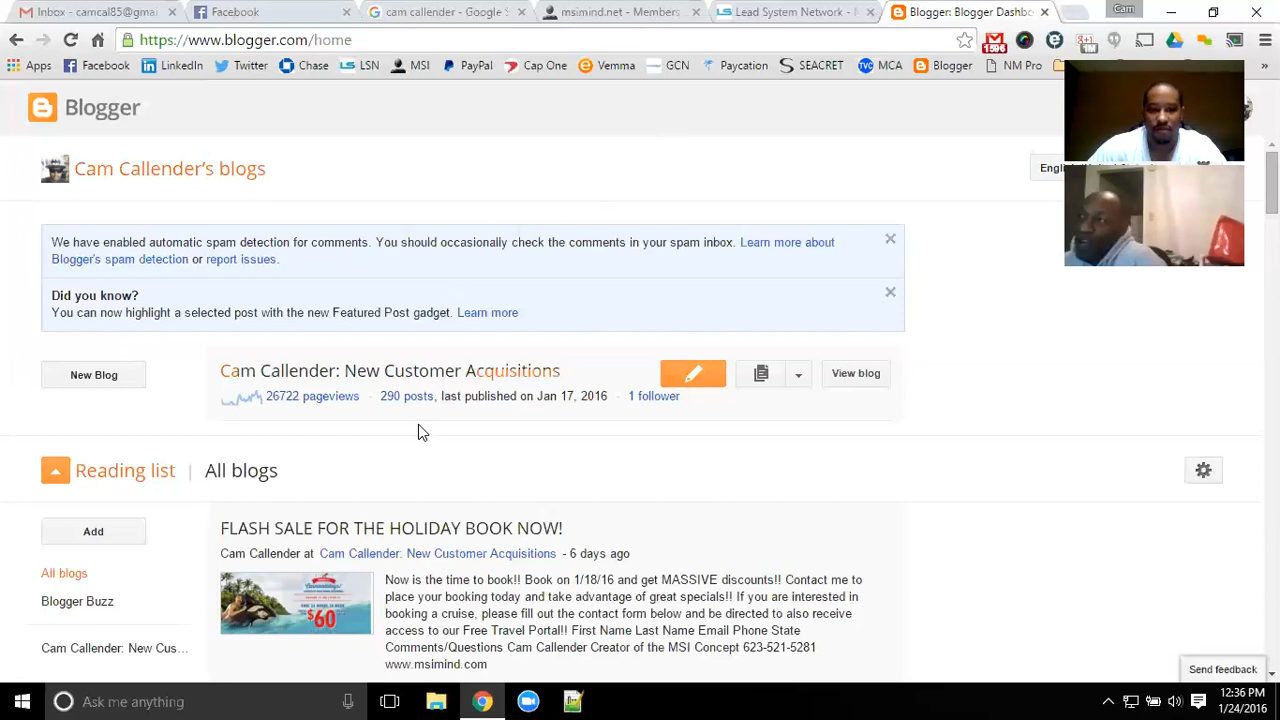 Inbox - camcal85@gmai
Facebook
cam callender - Google S
msimind.net - Members
Lead System Network - M
Blogger: Blogger Dashbo
Cam
https://www.blogger.com/home
1596
+1M
Apps
Facebook
LinkedIn
Twitter
Chase
LSN
MSI
PayPal
Cap One
Vemma
GCN
Paycation
SEACRET
MCA
Blogger
NM Pro
Blogger
Cam Callender's blogs
We have enabled automatic spam detection for comments. You should occasionally check the comments in your spam inbox. Learn more about
Blogger's spam detection or report issues.
Did you know?
You can now highlight a selected post with the new Featured Post gadget. Learn more
New Blog
Cam Callender: New Customer Acquisitions
View blog
26722 pageviews · 290 posts, last published on Jan 17, 2016 · 1 follower
Reading list | All blogs
Add
FLASH SALE FOR THE HOLIDAY BOOK NOW!
Cam Callender at Cam Callender: New Customer Acquisitions - 6 days ago
All blogs
Blogger Buzz
Cam Callender: New Cus...
$60
Now is the time to book!! Book on 1/18/16 and get MASSIVE discounts!! Contact me to
place your booking today and take advantage of great specials!! If you are interested in
booking a cruise, please fill out the contact form below and be directed to also receive
access to our Free Travel Portal!! First Name Last Name Email Phone State
Comments/Questions Cam Callender Creator of the MSI Concept 623-521-5281
www.msimind.com
Send feedback
Ask me anything
12:36 PM
1/24/2016